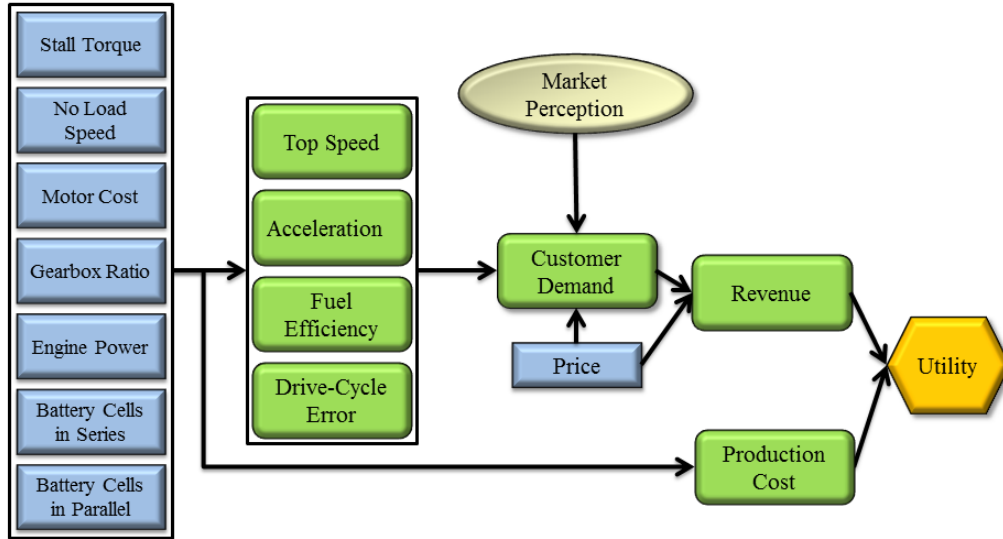 Stall Torque
No Load
Speed
Motor Cost
Gearbox Ratio
Engine Power
Battery Cells
in Series
Battery Cells
in Parallel
Top Speed
Acceleration
Fuel
Efficiency
Drive-Cycle
Error
Market
Perception
Customer
Demand
Price
Revenue
Production
Cost
Utility